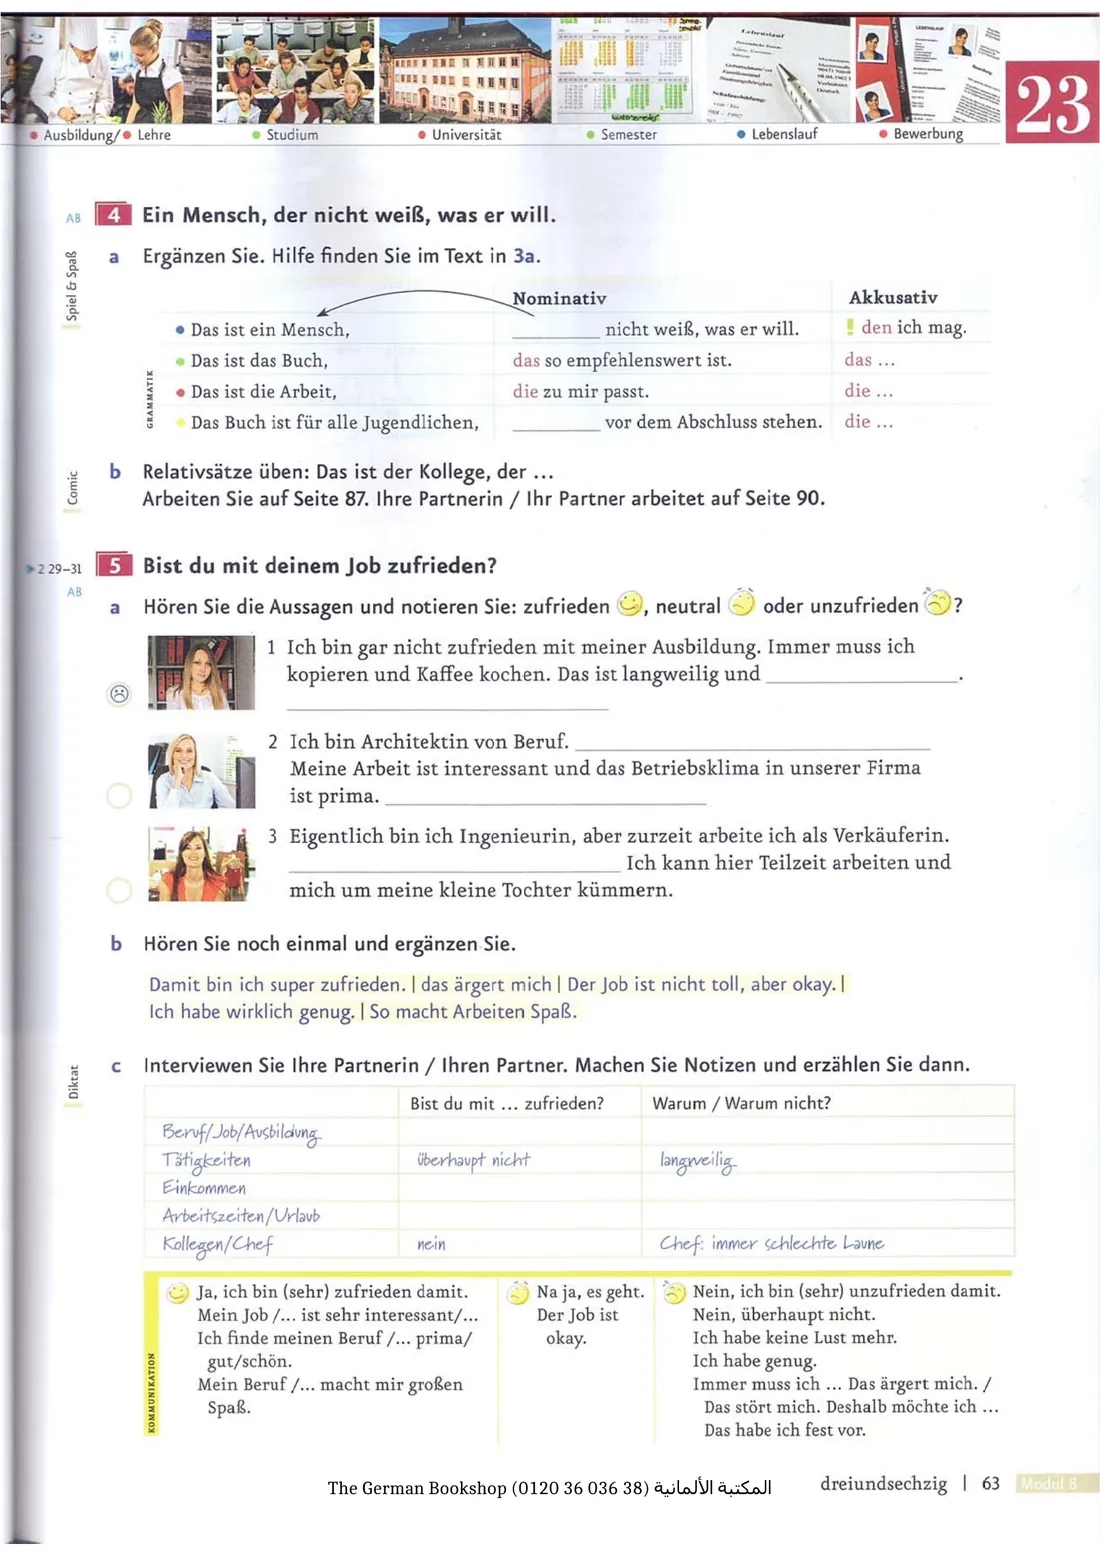 ● Ausbildung/● Lehre ● Studium ● Universität ● Semester ● Lebenslauf ● Bewerbung
23
AB 4 Ein Mensch, der nicht weiß, was er will.
Spiel & Spaß
a Ergänzen Sie. Hilfe finden Sie im Text in 3a.
Nominativ Akkusativ
● Das ist ein Mensch, ________ nicht weiß, was er will. ! den ich mag.
● Das ist das Buch, das so empfehlenswert ist. das ...
● Das ist die Arbeit, die zu mir passt. die ...
● Das Buch ist für alle Jugendlichen, ________ vor dem Abschluss stehen. die ...
GRAMMATIK
Comic
b Relativsätze üben: Das ist der Kollege, der ...
Arbeiten Sie auf Seite 87. Ihre Partnerin / Ihr Partner arbeitet auf Seite 90.
▶ 2 29–31 5 Bist du mit deinem Job zufrieden?
AB
a Hören Sie die Aussagen und notieren Sie: zufrieden , neutral oder unzufrieden ?
1 Ich bin gar nicht zufrieden mit meiner Ausbildung. Immer muss ich
kopieren und Kaffee kochen. Das ist langweilig und ________.
________
2 Ich bin Architektin von Beruf. ________
Meine Arbeit ist interessant und das Betriebsklima in unserer Firma
ist prima. ________
3 Eigentlich bin ich Ingenieurin, aber zurzeit arbeite ich als Verkäuferin.
________ Ich kann hier Teilzeit arbeiten und
mich um meine kleine Tochter kümmern.
b Hören Sie noch einmal und ergänzen Sie.
Damit bin ich super zufrieden. | das ärgert mich | Der Job ist nicht toll, aber okay. |
Ich habe wirklich genug. | So macht Arbeiten Spaß.
Diktat
c Interviewen Sie Ihre Partnerin / Ihren Partner. Machen Sie Notizen und erzählen Sie dann.
Bist du mit ... zufrieden? Warum / Warum nicht?
Beruf/Job/Ausbildung
Tätigkeiten überhaupt nicht langweilig
Einkommen
Arbeitszeiten/Urlaub
Kollegen/Chef nein Chef: immer schlechte Laune
KOMMUNIKATION
Ja, ich bin (sehr) zufrieden damit.
Mein Job /... ist sehr interessant/...
Ich finde meinen Beruf /... prima/
gut/schön.
Mein Beruf /... macht mir großen
Spaß.
Na ja, es geht.
Der Job ist
okay.
Nein, ich bin (sehr) unzufrieden damit.
Nein, überhaupt nicht.
Ich habe keine Lust mehr.
Ich habe genug.
Immer muss ich ... Das ärgert mich. /
Das stört mich. Deshalb möchte ich ...
Das habe ich fest vor.
The German Bookshop (0120 36 036 38) المكتبة الألمانية
dreiundsechzig | 63 Modul 8